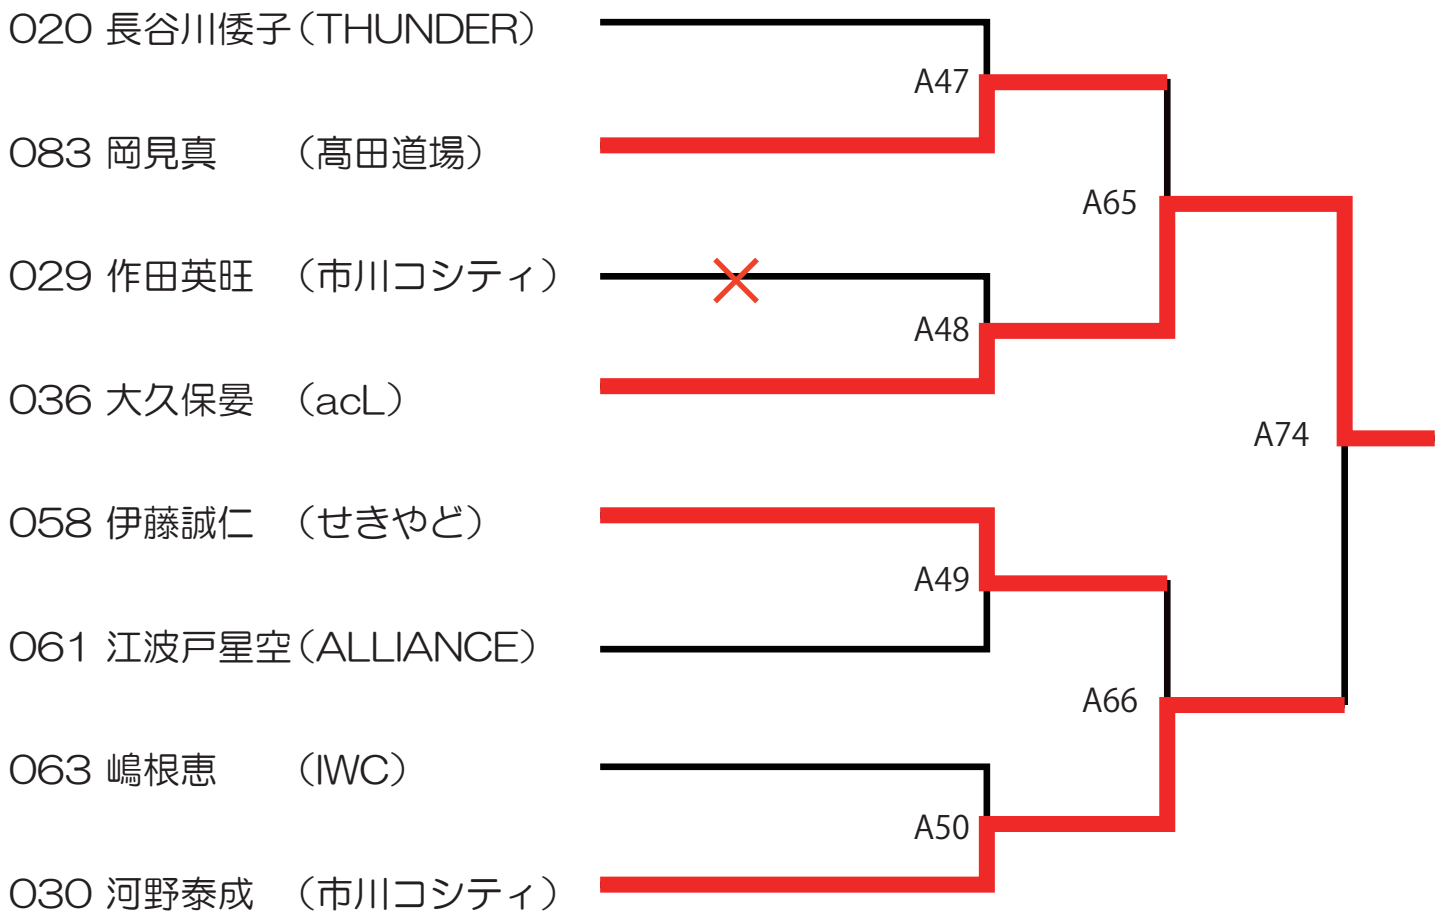 020 長谷川倭子(THUNDER)
A47
083 岡見真 (髙田道場)
A65
029 作田英旺 (市川コシティ)
A48
036 大久保晏 (acL)
A74
058 伊藤誠仁 (せきやど)
A49
061 江波戸星空(ALLIANCE)
A66
063 嶋根恵 (IWC)
A50
030 河野泰成 (市川コシティ)